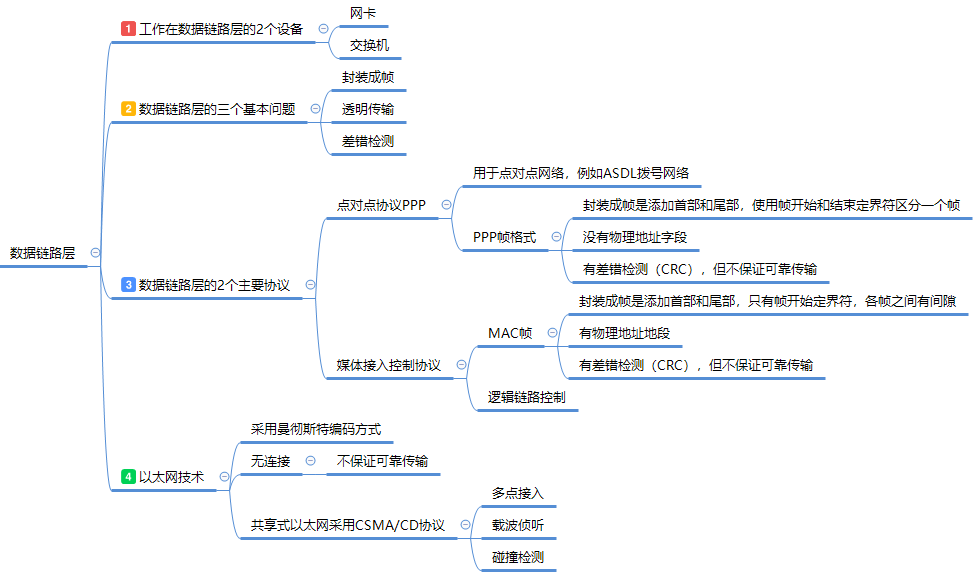 数据链路层
1 工作在数据链路层的2个设备
网卡
交换机
2 数据链路层的三个基本问题
封装成帧
透明传输
差错检测
3 数据链路层的2个主要协议
点对点协议PPP
用于点对点网络，例如ASDL拨号网络
PPP帧格式
封装成帧是添加首部和尾部，使用帧开始和结束定界符区分一个帧
没有物理地址字段
有差错检测（CRC），但不保证可靠传输
媒体接入控制协议
MAC帧
封装成帧是添加首部和尾部，只有帧开始定界符，各帧之间有间隙
有物理地址地段
有差错检测（CRC），但不保证可靠传输
逻辑链路控制
4 以太网技术
采用曼彻斯特编码方式
无连接
不保证可靠传输
共享式以太网采用CSMA/CD协议
多点接入
载波侦听
碰撞检测